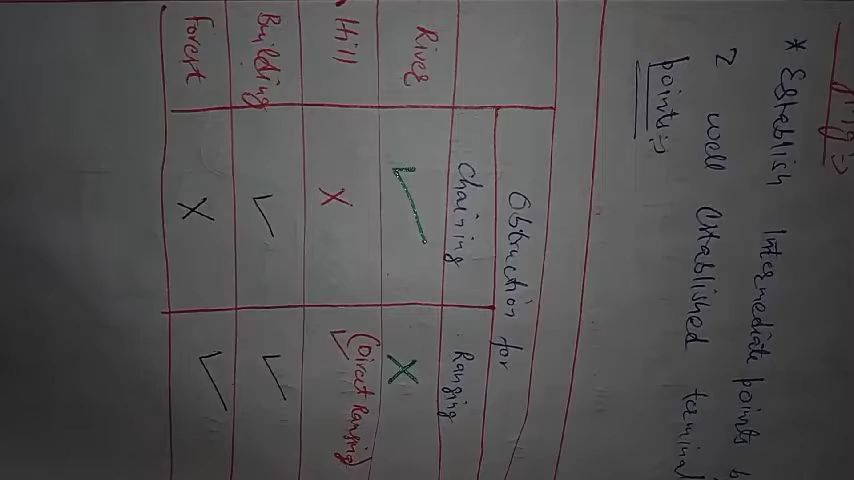 * Establish Intermediate points
2 well Established terminal
points :-
Obstruction for
Chaining Ranging
River ✓ X
Hill X ✓ (Direct Ranging)
Building ✓ ✓
Forest X ✓